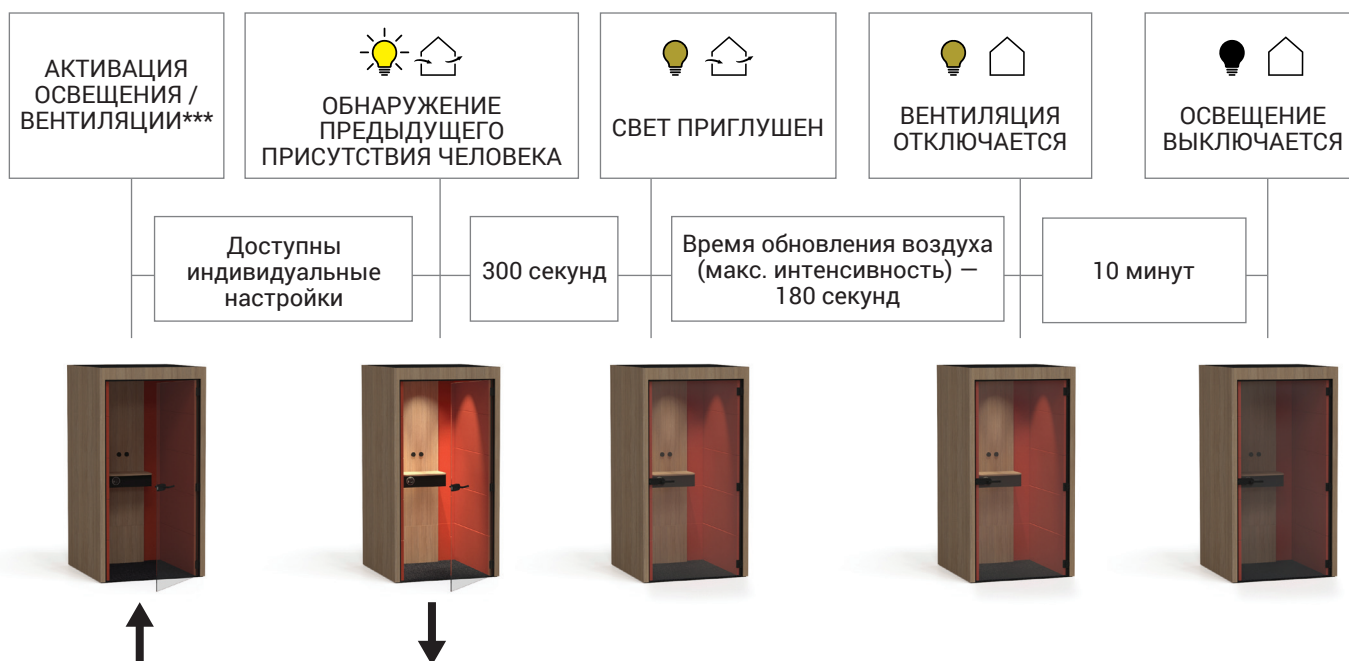 АКТИВАЦИЯ
ОСВЕЩЕНИЯ /
ВЕНТИЛЯЦИИ***
ОБНАРУЖЕНИЕ
ПРЕДЫДУЩЕГО
ПРИСУТСТВИЯ ЧЕЛОВЕКА
СВЕТ ПРИГЛУШЕН
ВЕНТИЛЯЦИЯ
ОТКЛЮЧАЕТСЯ
ОСВЕЩЕНИЕ
ВЫКЛЮЧАЕТСЯ
Доступны
индивидуальные
настройки
300 секунд
Время обновления воздуха
(макс. интенсивность) —
180 секунд
10 минут